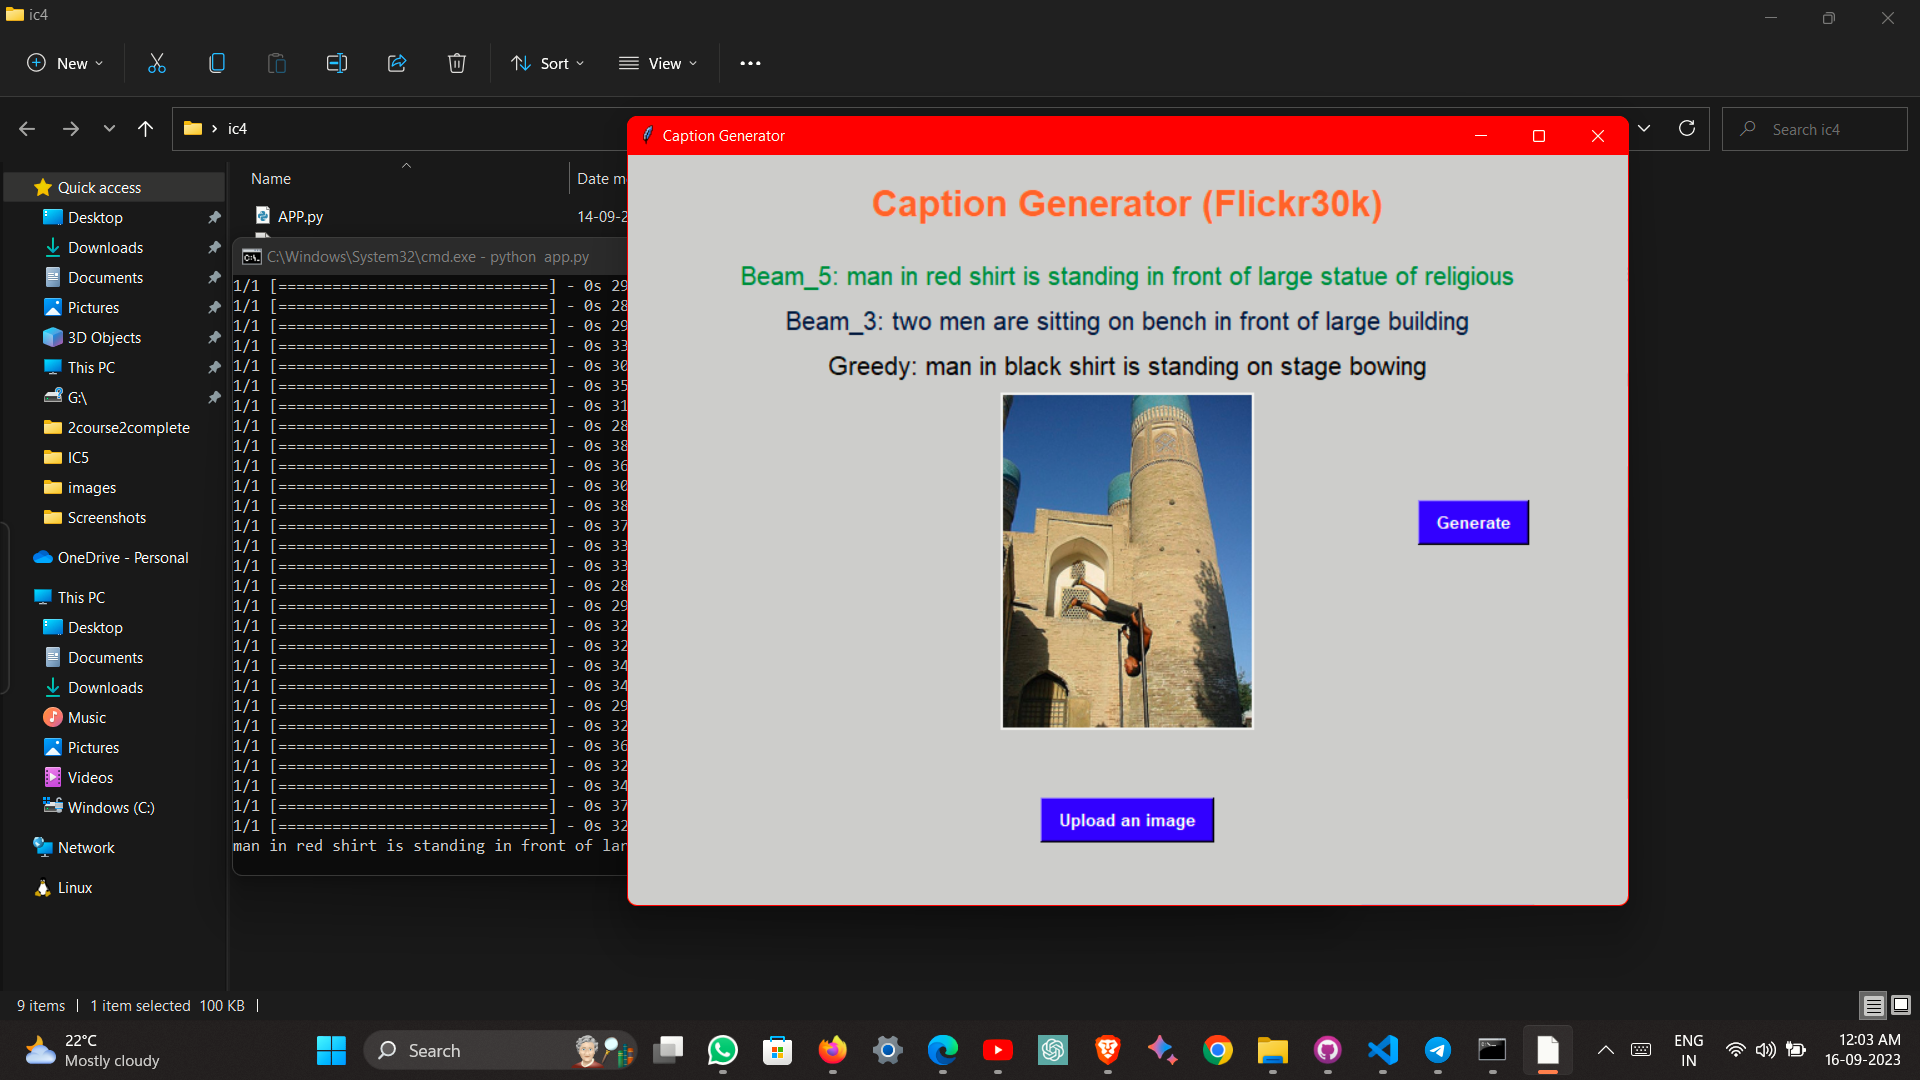 ic4
New
Sort
View
ic4
Search ic4
Name
Date m
APP.py
14-09-2
Quick access
Desktop
Downloads
Documents
Pictures
3D Objects
This PC
G:\
2course2complete
IC5
images
Screenshots
OneDrive - Personal
This PC
Desktop
Documents
Downloads
Music
Pictures
Videos
Windows (C:)
Network
Linux
C:\Windows\System32\cmd.exe - python  app.py
1/1 [==============================] - 0s 29
1/1 [==============================] - 0s 28
1/1 [==============================] - 0s 29
1/1 [==============================] - 0s 33
1/1 [==============================] - 0s 30
1/1 [==============================] - 0s 35
1/1 [==============================] - 0s 31
1/1 [==============================] - 0s 28
1/1 [==============================] - 0s 38
1/1 [==============================] - 0s 36
1/1 [==============================] - 0s 30
1/1 [==============================] - 0s 38
1/1 [==============================] - 0s 37
1/1 [==============================] - 0s 33
1/1 [==============================] - 0s 33
1/1 [==============================] - 0s 28
1/1 [==============================] - 0s 29
1/1 [==============================] - 0s 32
1/1 [==============================] - 0s 32
1/1 [==============================] - 0s 34
1/1 [==============================] - 0s 34
1/1 [==============================] - 0s 29
1/1 [==============================] - 0s 32
1/1 [==============================] - 0s 36
1/1 [==============================] - 0s 32
1/1 [==============================] - 0s 34
1/1 [==============================] - 0s 37
1/1 [==============================] - 0s 32
man in red shirt is standing in front of lar
Caption Generator
Caption Generator (Flickr30k)
Beam_5: man in red shirt is standing in front of large statue of religious
Beam_3: two men are sitting on bench in front of large building
Greedy: man in black shirt is standing on stage bowing
Generate
Upload an image
9 items
1 item selected  100 KB
22°C
Mostly cloudy
Search
ENG
IN
12:03 AM
16-09-2023